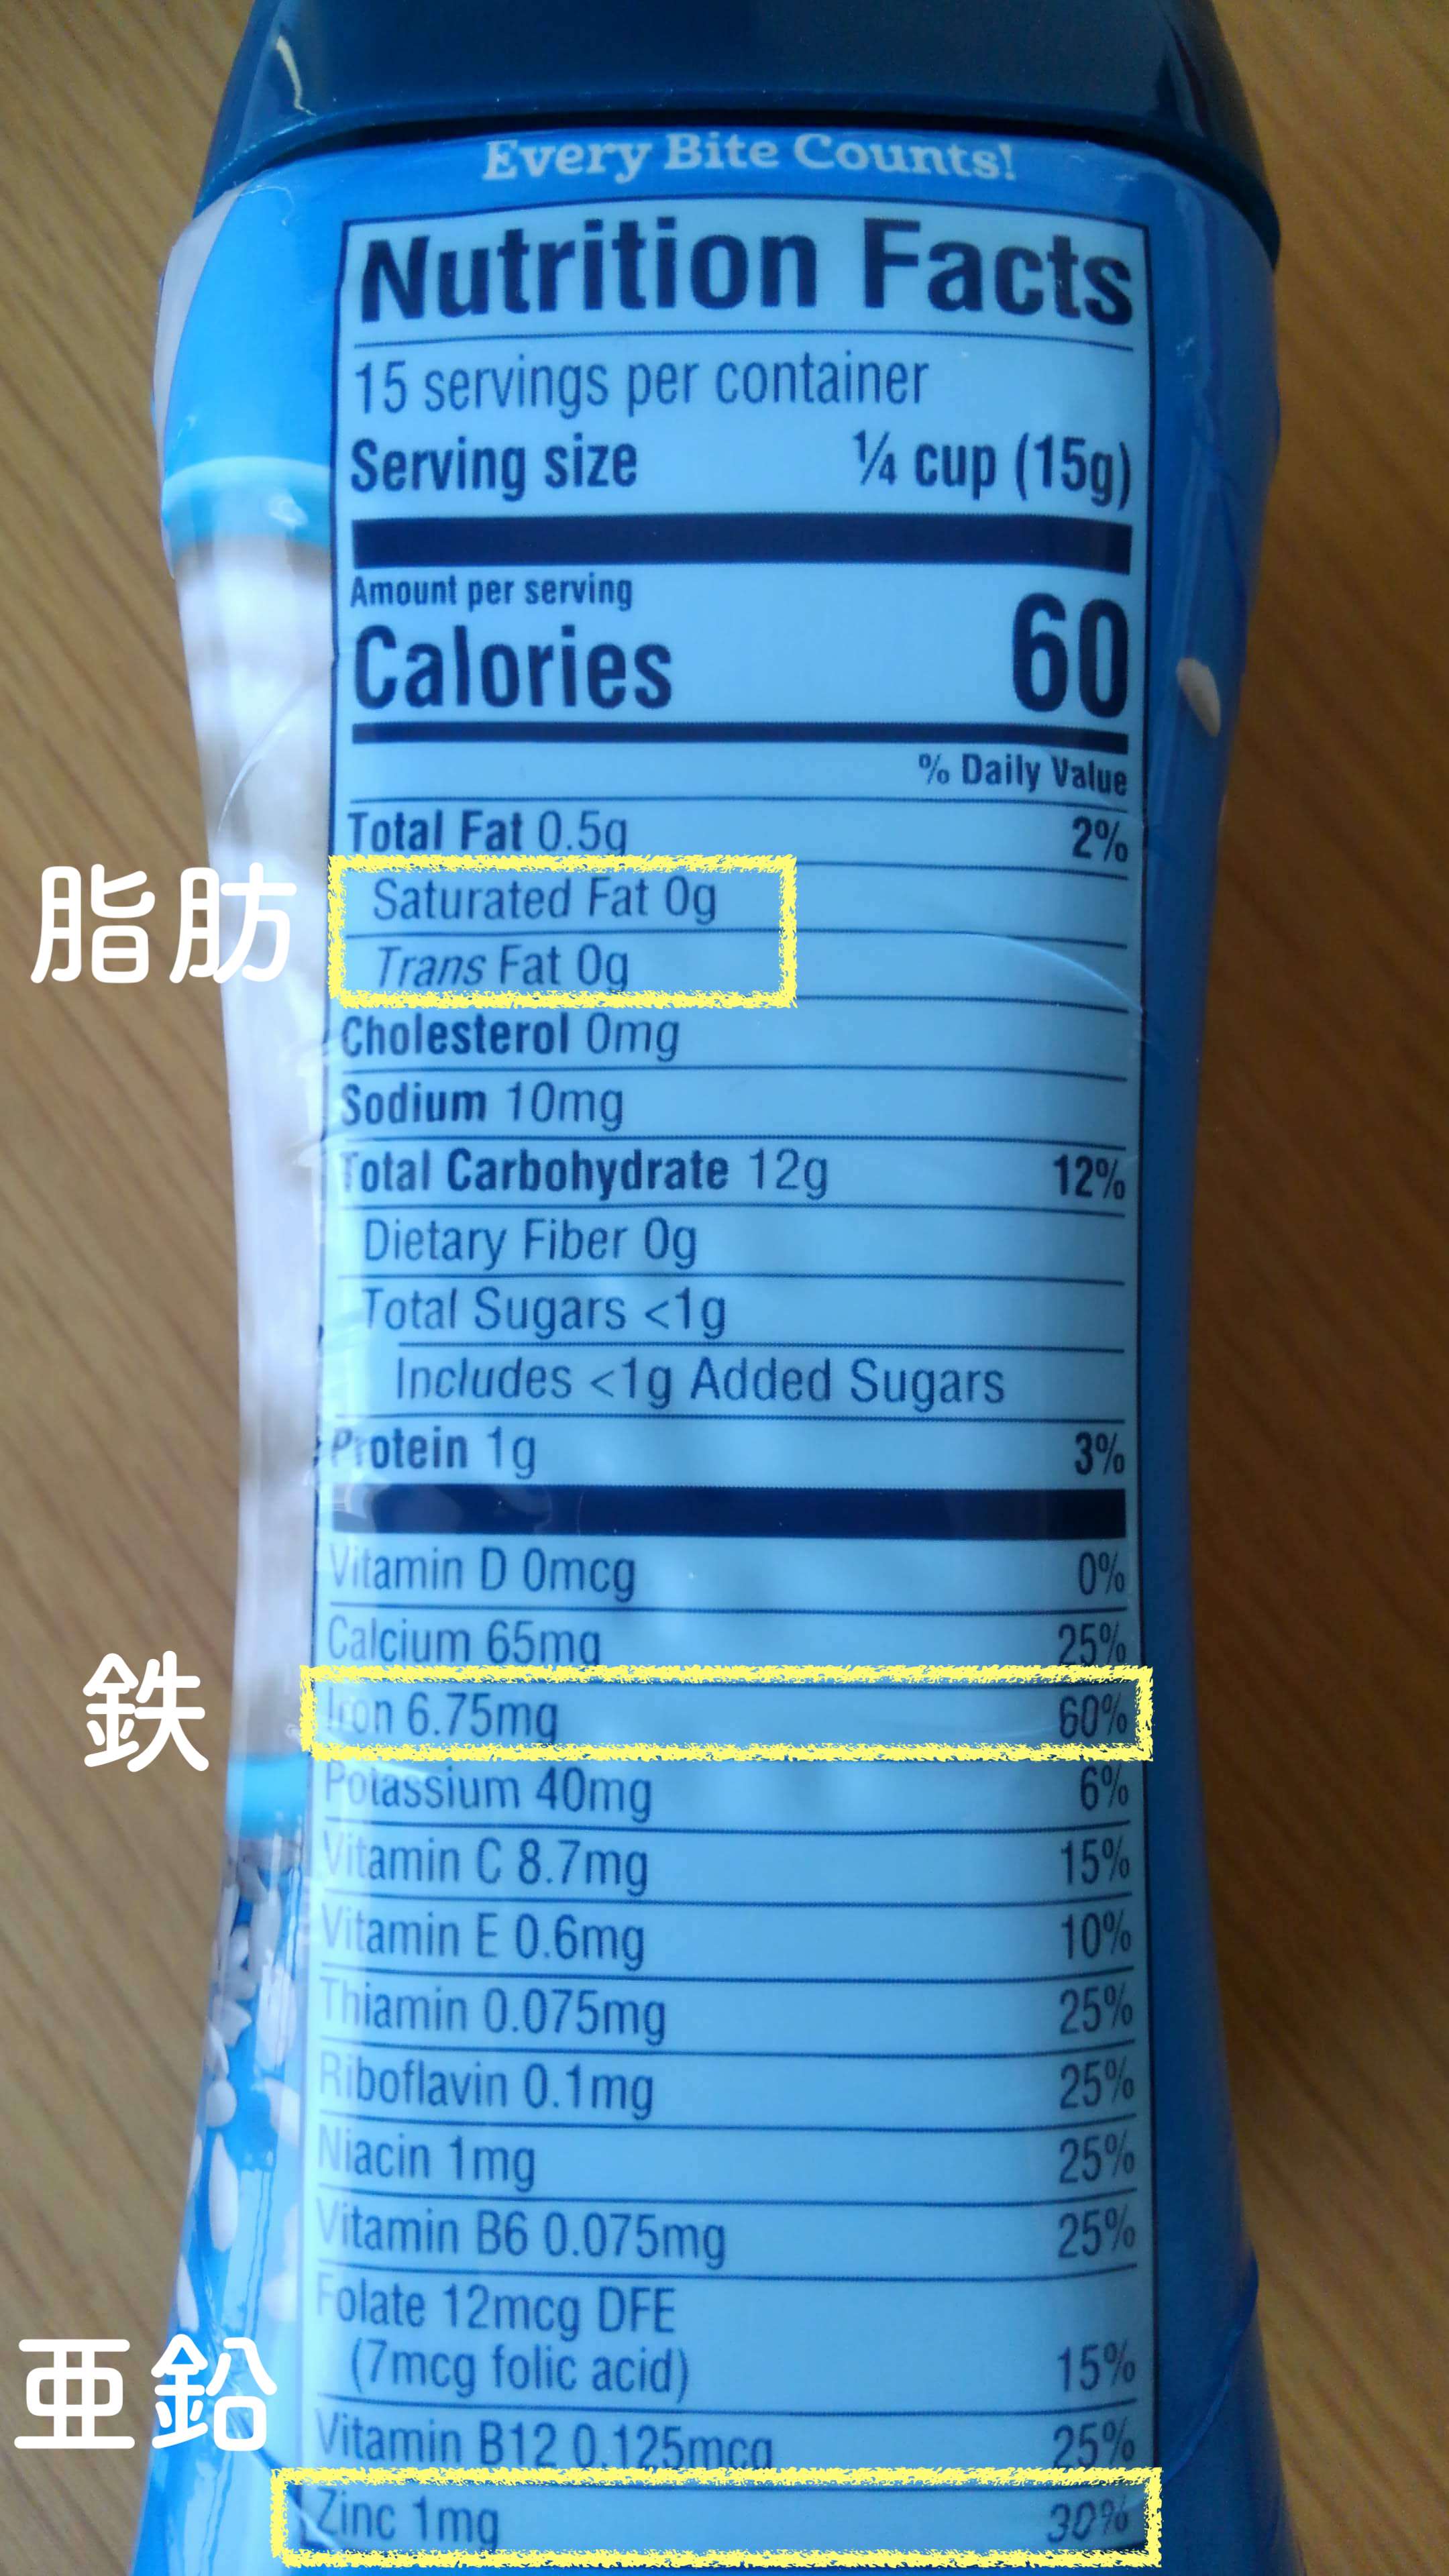 Every Bite Counts!
Nutrition Facts
15 servings per container
Serving size ¼ cup (15g)
Amount per serving
Calories 60
% Daily Value
Total Fat 0.5g 2%
脂肪
Saturated Fat 0g
Trans Fat 0g
Cholesterol 0mg
Sodium 10mg
Total Carbohydrate 12g 12%
Dietary Fiber 0g
Total Sugars <1g
Includes <1g Added Sugars
Protein 1g 3%
Vitamin D 0mcg 0%
Calcium 65mg 25%
鉄
Iron 6.75mg 60%
Potassium 40mg 6%
Vitamin C 8.7mg 15%
Vitamin E 0.6mg 10%
Thiamin 0.075mg 25%
Riboflavin 0.1mg 25%
Niacin 1mg 25%
Vitamin B6 0.075mg 25%
Folate 12mcg DFE
(7mcg folic acid) 15%
亜鉛
Vitamin B12 0.125mcg 25%
Zinc 1mg 30%